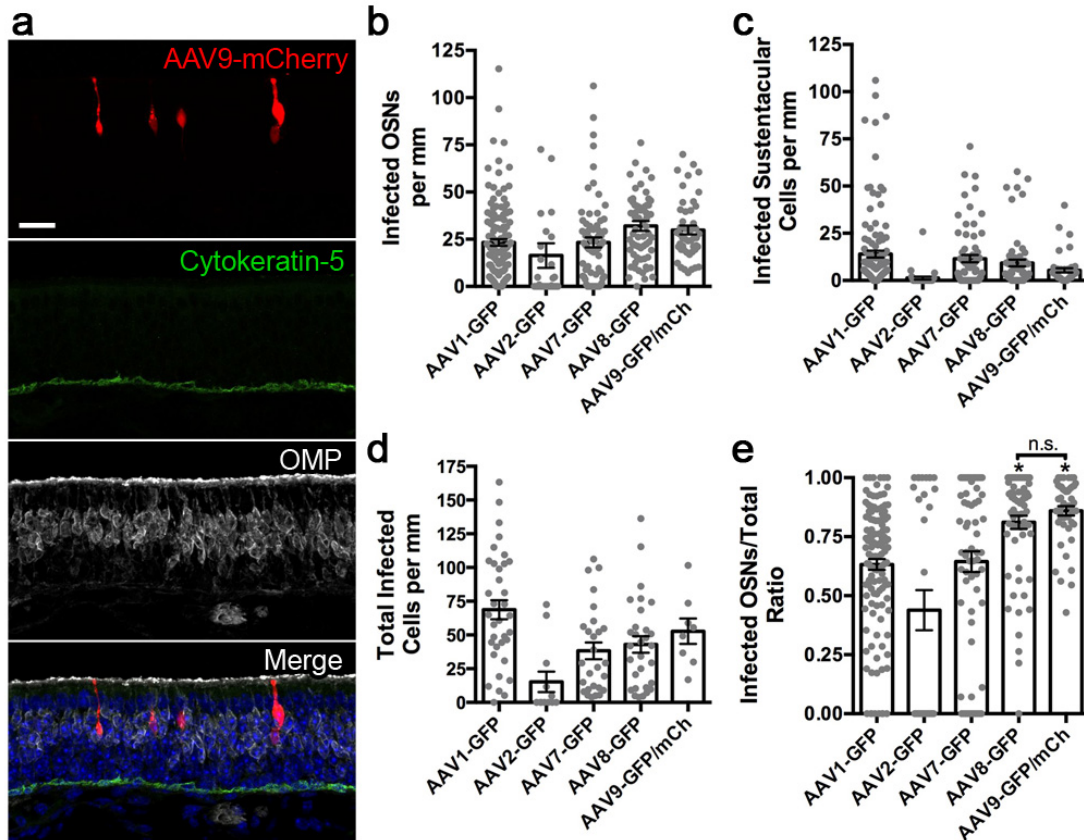 a
AAV9-mCherry
Cytokeratin-5
OMP
Merge
b
Infected OSNs
per mm
125
100
75
50
25
0
AAV1-GFP
AAV2-GFP
AAV7-GFP
AAV8-GFP
AAV9-GFP/mCh
c
Infected Sustentacular
Cells per mm
125
100
75
50
25
0
AAV1-GFP
AAV2-GFP
AAV7-GFP
AAV8-GFP
AAV9-GFP/mCh
d
Total Infected
Cells per mm
175
150
125
100
75
50
25
0
AAV1-GFP
AAV2-GFP
AAV7-GFP
AAV8-GFP
AAV9-GFP/mCh
e
Infected OSNs/Total
Ratio
1.00
0.75
0.50
0.25
0.00
n.s.
* *
AAV1-GFP
AAV2-GFP
AAV7-GFP
AAV8-GFP
AAV9-GFP/mCh